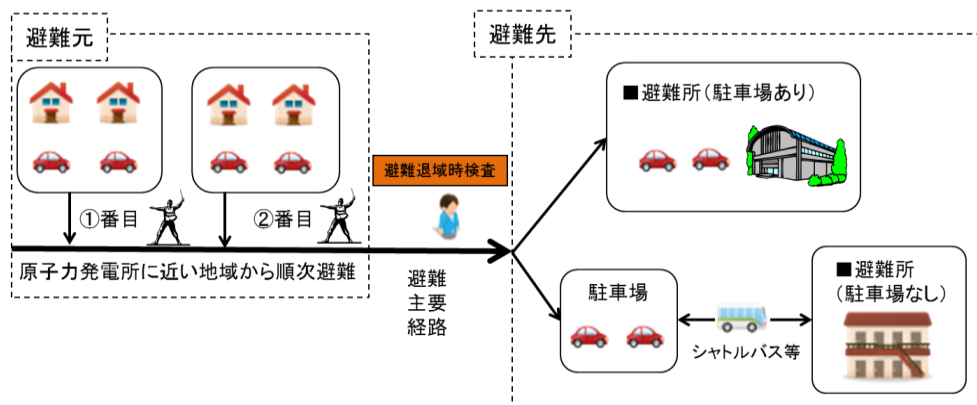 避難元
①番目
②番目
原子力発電所に近い地域から順次避難
避難退域時検査
避難
主要
経路
避難先
■避難所(駐車場あり)
駐車場
シャトルバス等
■避難所
(駐車場なし)